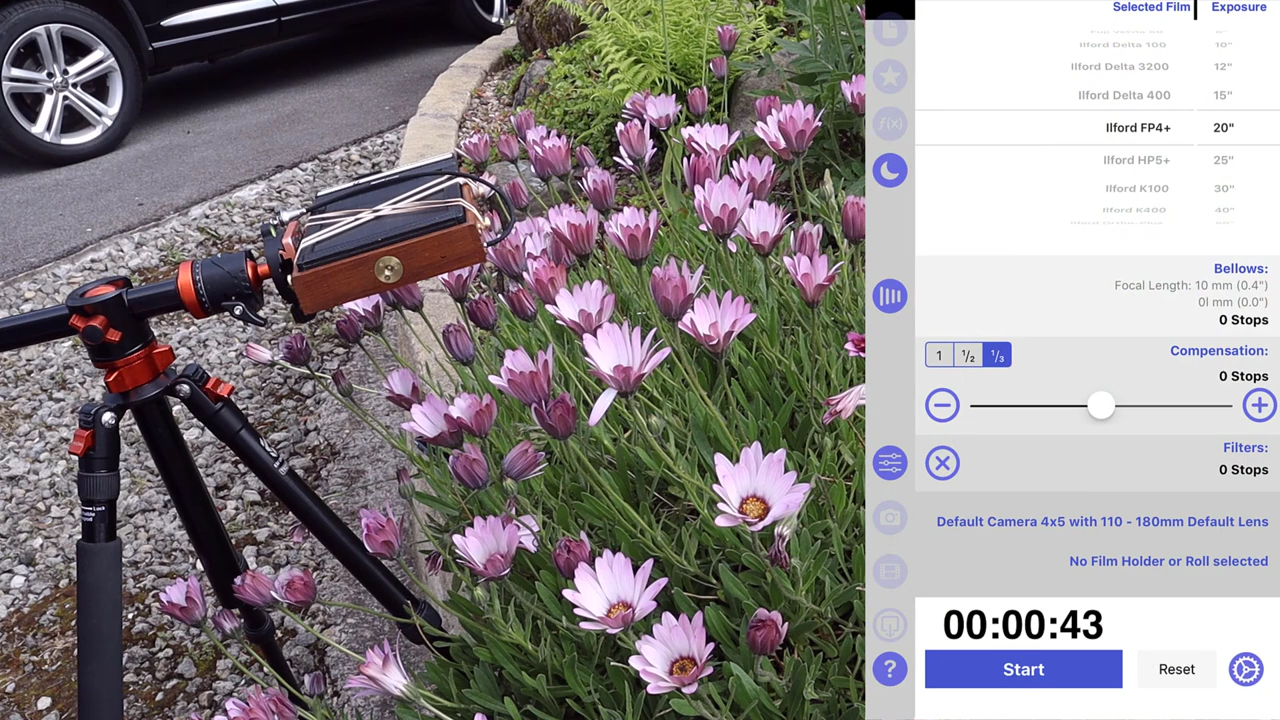 Selected Film Exposure
Ilford Delta 100 10"
Ilford Delta 3200 12"
Ilford Delta 400 15"
Ilford FP4+ 20"
Ilford HP5+ 25"
Ilford K100 30"
Ilford K400 40"
Bellows:
Focal Length: 10 mm (0.4")
0l mm (0.0")
0 Stops
1 1/2 1/3
Compensation:
0 Stops
Filters:
0 Stops
f(x)
Default Camera 4x5 with 110 - 180mm Default Lens
No Film Holder or Roll selected
00:00:43
?
Start Reset